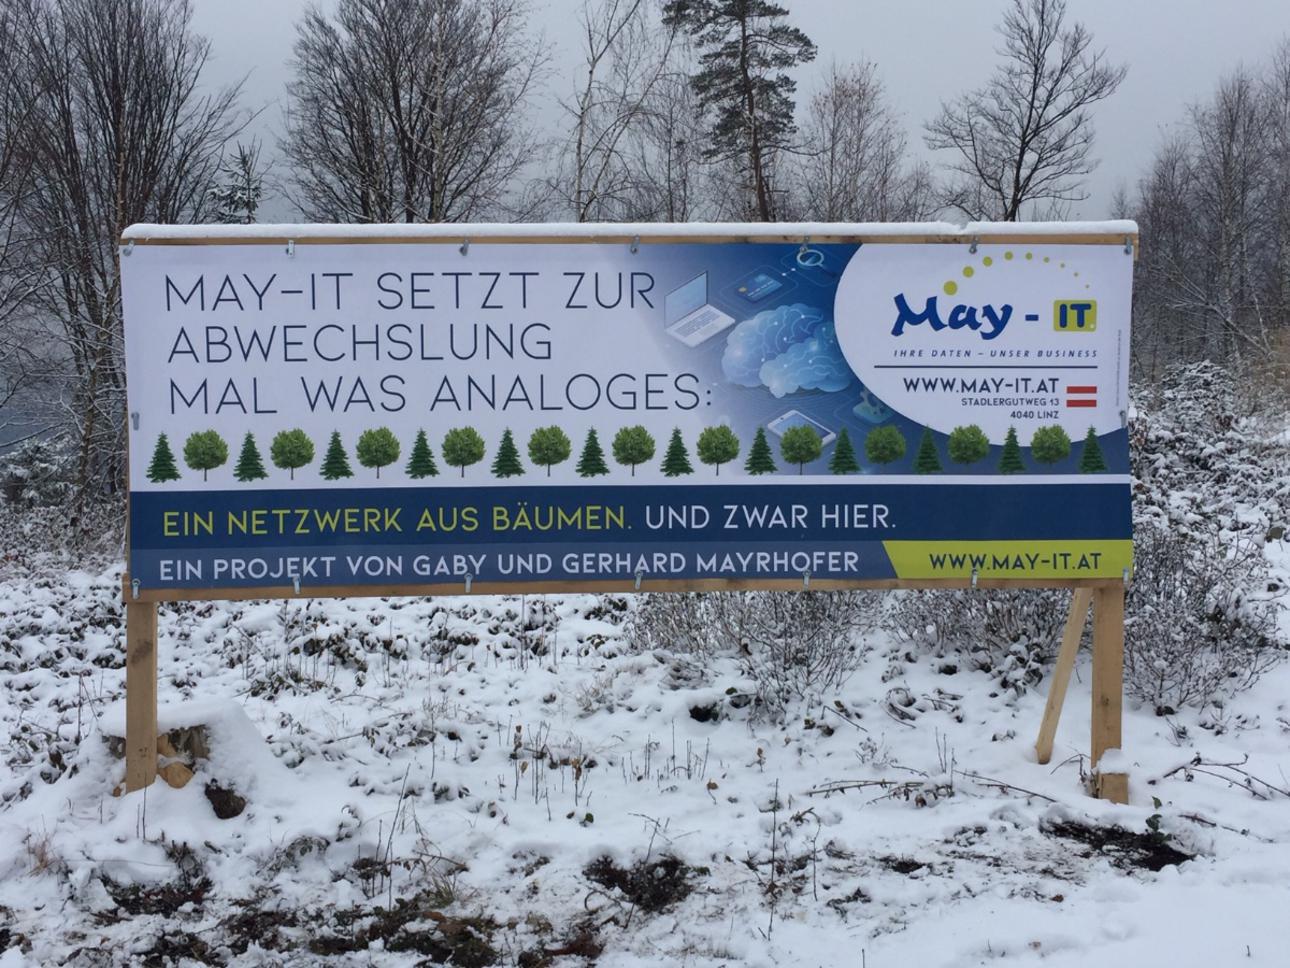 MAY-IT SETZT ZUR
ABWECHSLUNG
MAL WAS ANALOGES:
May - IT
IHRE DATEN – UNSER BUSINESS
WWW.MAY-IT.AT
STADLERGUTWEG 13
4040 LINZ
EIN NETZWERK AUS BÄUMEN. UND ZWAR HIER.
EIN PROJEKT VON GABY UND GERHARD MAYRHOFER
WWW.MAY-IT.AT